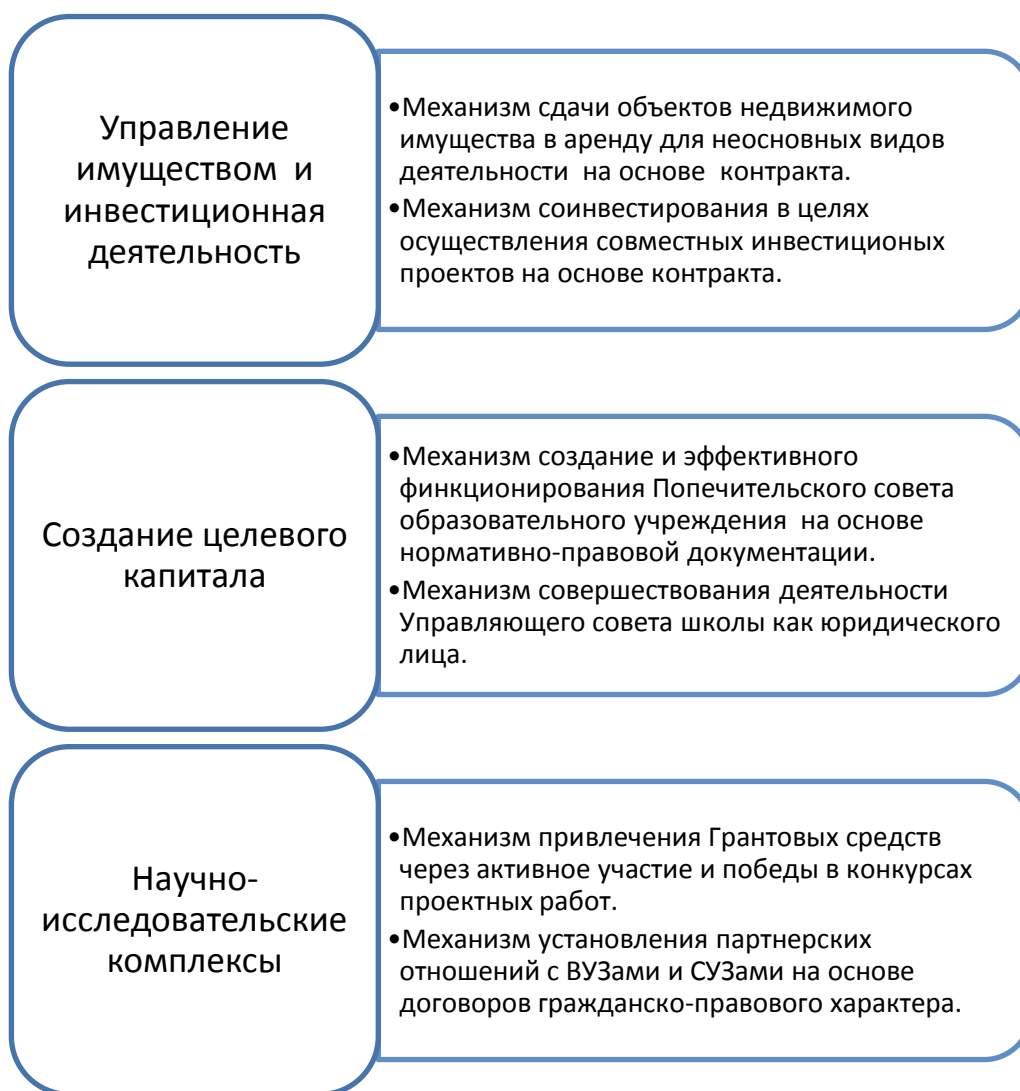 Управление
имуществом и
инвестиционная
деятельность
•Механизм сдачи объектов недвижимого
имущества в аренду для неосновных видов
деятельности на основе контракта.
•Механизм соинвестирования в целях
осуществления совместных инвестиционых
проектов на основе контракта.
Создание целевого
капитала
•Механизм создание и эффективного
финкционирования Попечительского совета
образовательного учреждения на основе
нормативно-правовой документации.
•Механизм совершествования деятельности
Управляющего совета школы как юридического
лица.
Научно-
исследовательские
комплексы
•Механизм привлечения Грантовых средств
через активное участие и победы в конкурсах
проектных работ.
•Механизм установления партнерских
отношений с ВУЗами и СУЗами на основе
договоров гражданско-правового характера.